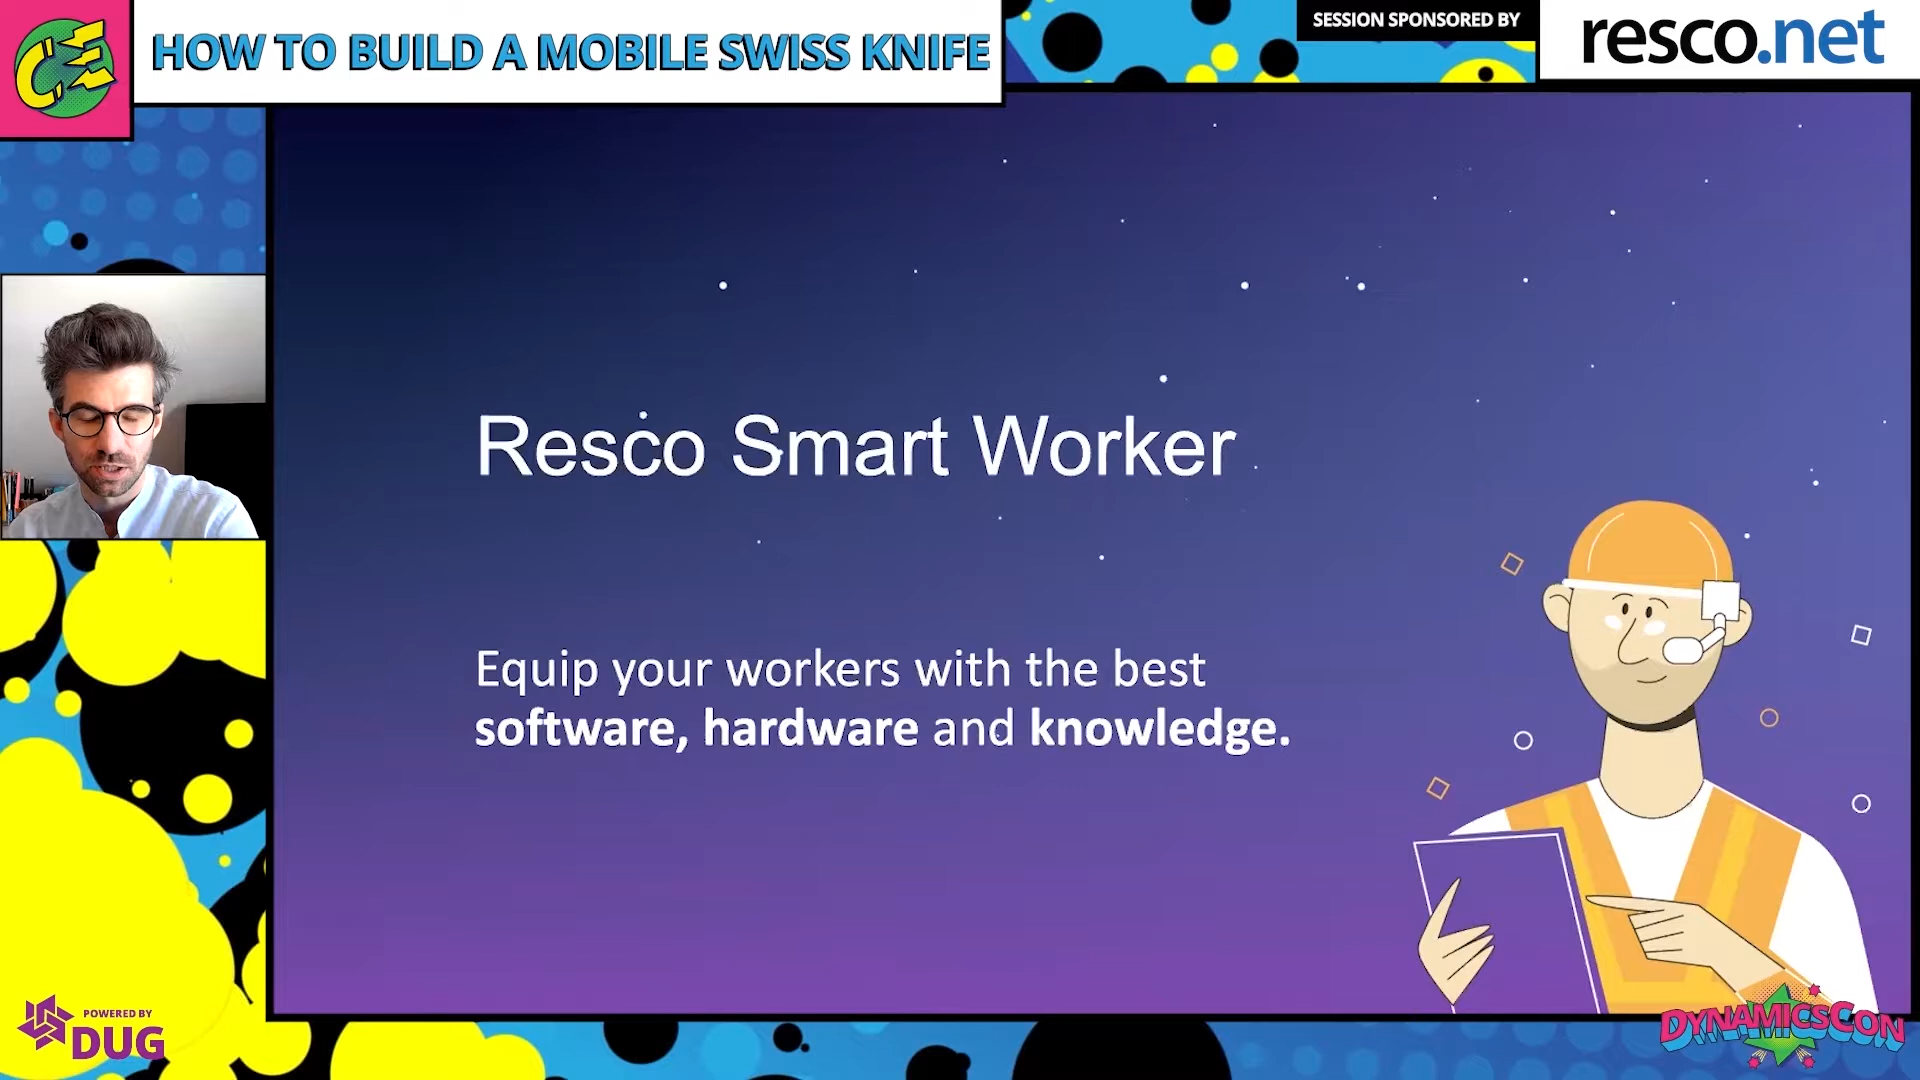 CE
HOW TO BUILD A MOBILE SWISS KNIFE
SESSION SPONSORED BY
resco.net
Resco Smart Worker
Equip your workers with the best
software, hardware and knowledge.
POWERED BY
DUG
DYNAMICSCON